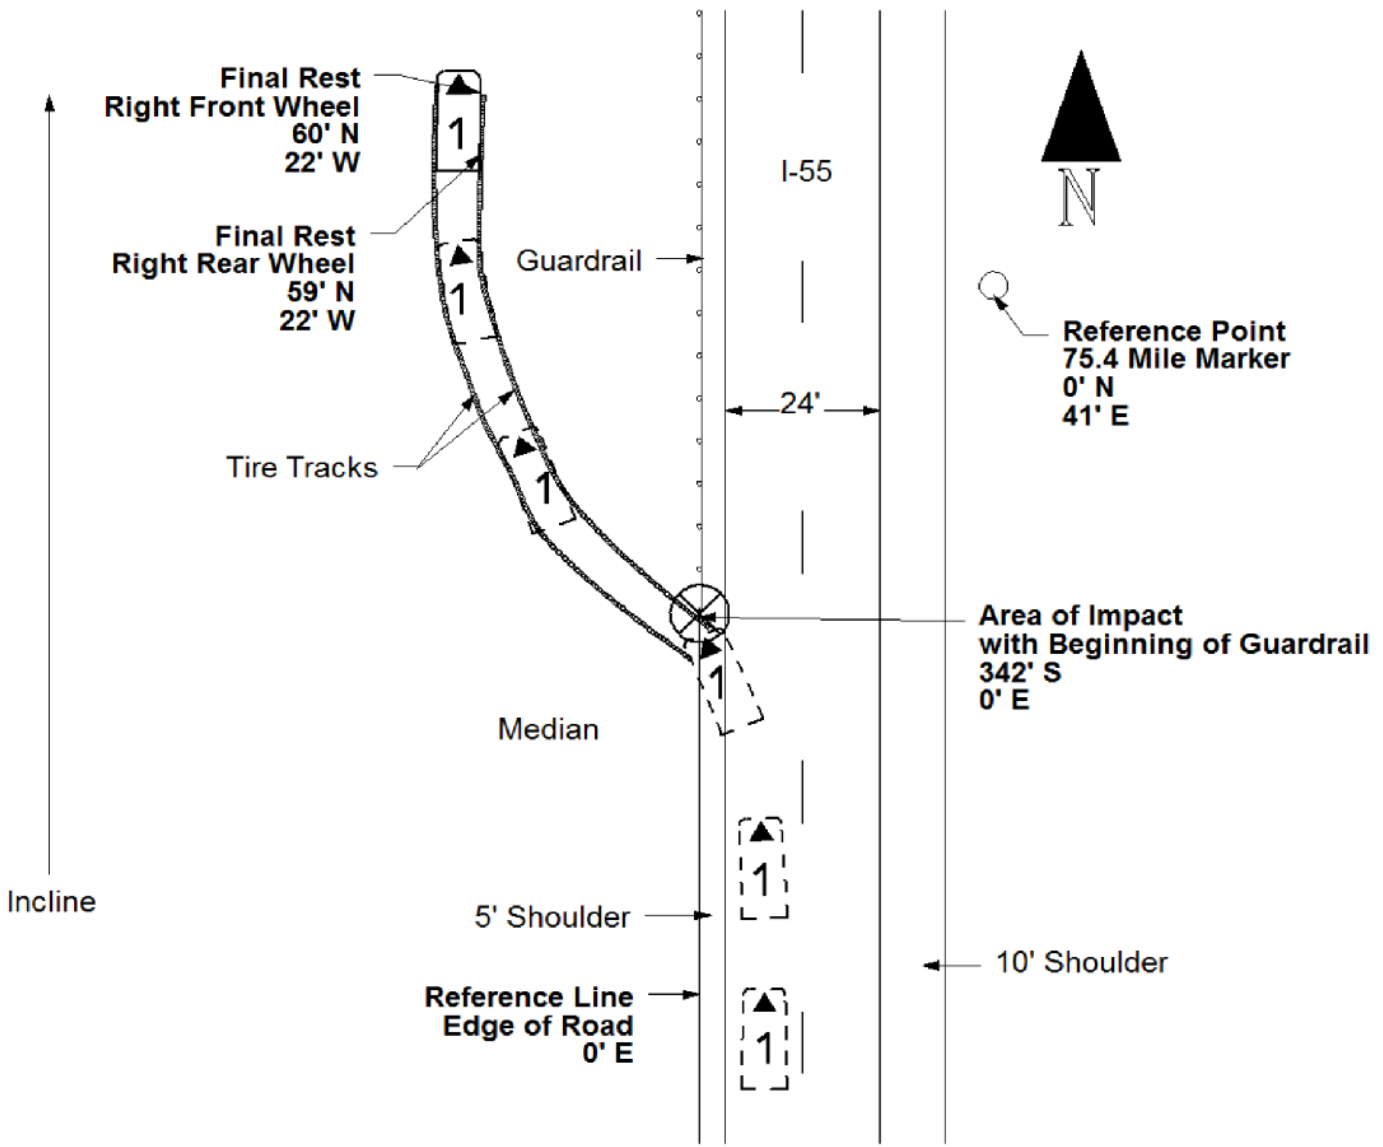 Final Rest
Right Front Wheel
60' N
22' W
1
I-55
N
Final Rest
Right Rear Wheel
59' N
22' W
1
Guardrail
Reference Point
75.4 Mile Marker
0' N
41' E
24'
Tire Tracks
1
Area of Impact
with Beginning of Guardrail
342' S
0' E
1
Median
1
Incline
5' Shoulder
10' Shoulder
Reference Line
Edge of Road
0' E
1